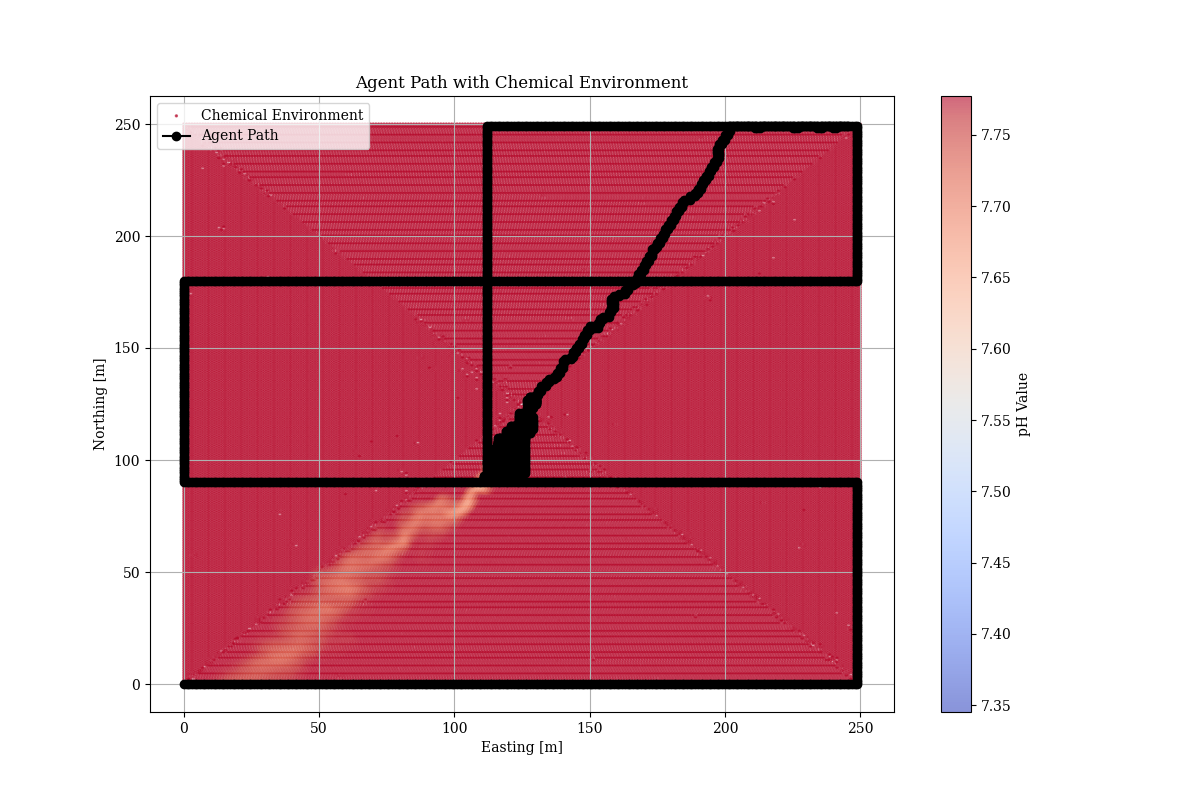 Agent Path with Chemical Environment
Chemical Environment
Agent Path
250
200
150
100
50
0
Northing [m]
0 50 100 150 200 250
Easting [m]
7.75
7.70
7.65
7.60
7.55
7.50
7.45
7.40
7.35
pH Value